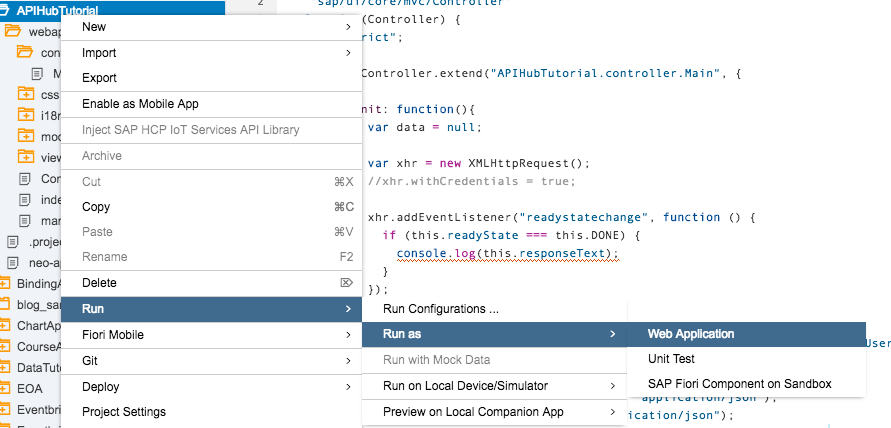 APIHubTutorial
webap
con
M
css
i18n
mod
view
Con
inde
man
.projec
neo-ap
BindingA
blog_sam
ChartAp
CourseA
DataTuto
EOA
Eventbri
New
Import
Export
Enable as Mobile App
Inject SAP HCP IoT Services API Library
Archive
Cut ⌘X
Copy ⌘C
Paste ⌘V
Rename F2
Delete ⌦
Run
Fiori Mobile
Git
Deploy
Project Settings
Run Configurations ...
Run as
Run with Mock Data
Run on Local Device/Simulator
Preview on Local Companion App
Web Application
Unit Test
SAP Fiori Component on Sandbox
2
"sap/ui/core/mvc/Controller"
(Controller) {
rict";
Controller.extend("APIHubTutorial.controller.Main", {
nit: function(){
var data = null;
var xhr = new XMLHttpRequest();
//xhr.withCredentials = true;
xhr.addEventListener("readystatechange", function () {
if (this.readyState === this.DONE) {
console.log(this.responseText);
}
});
User
application/json");
ication/json");